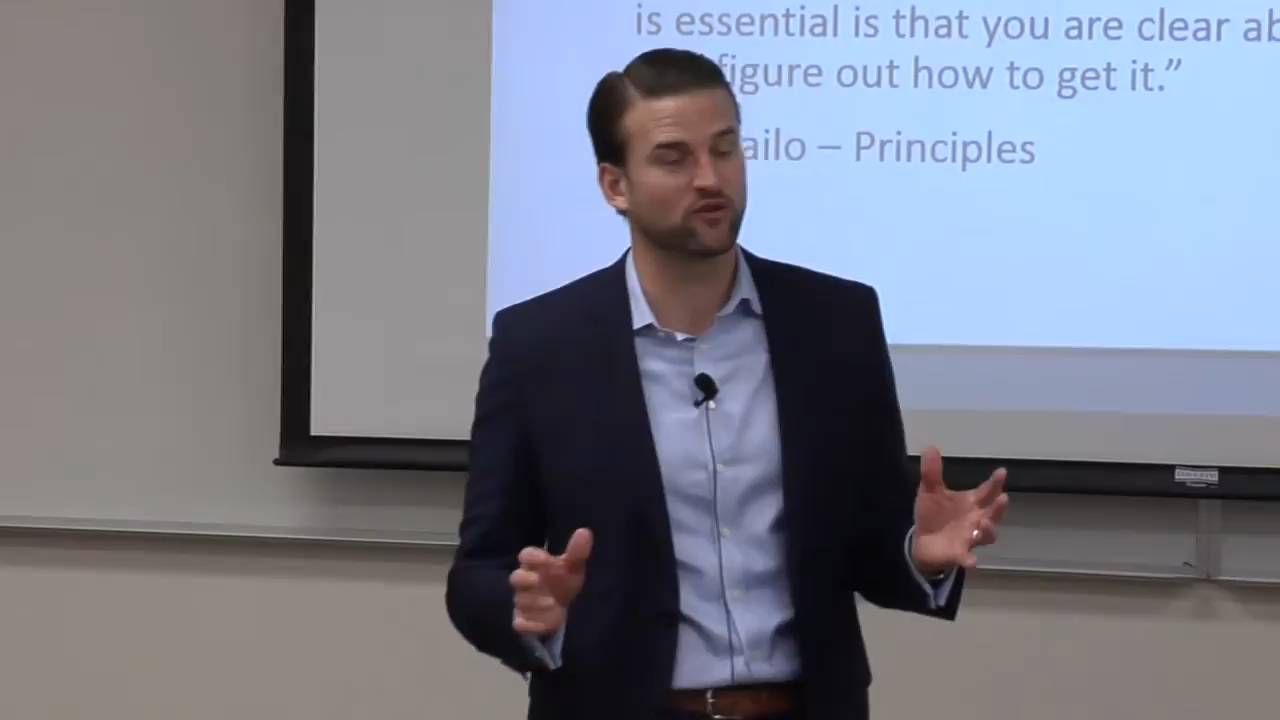 is essential is that you are clear ab
figure out how to get it.”
ailo – Principles